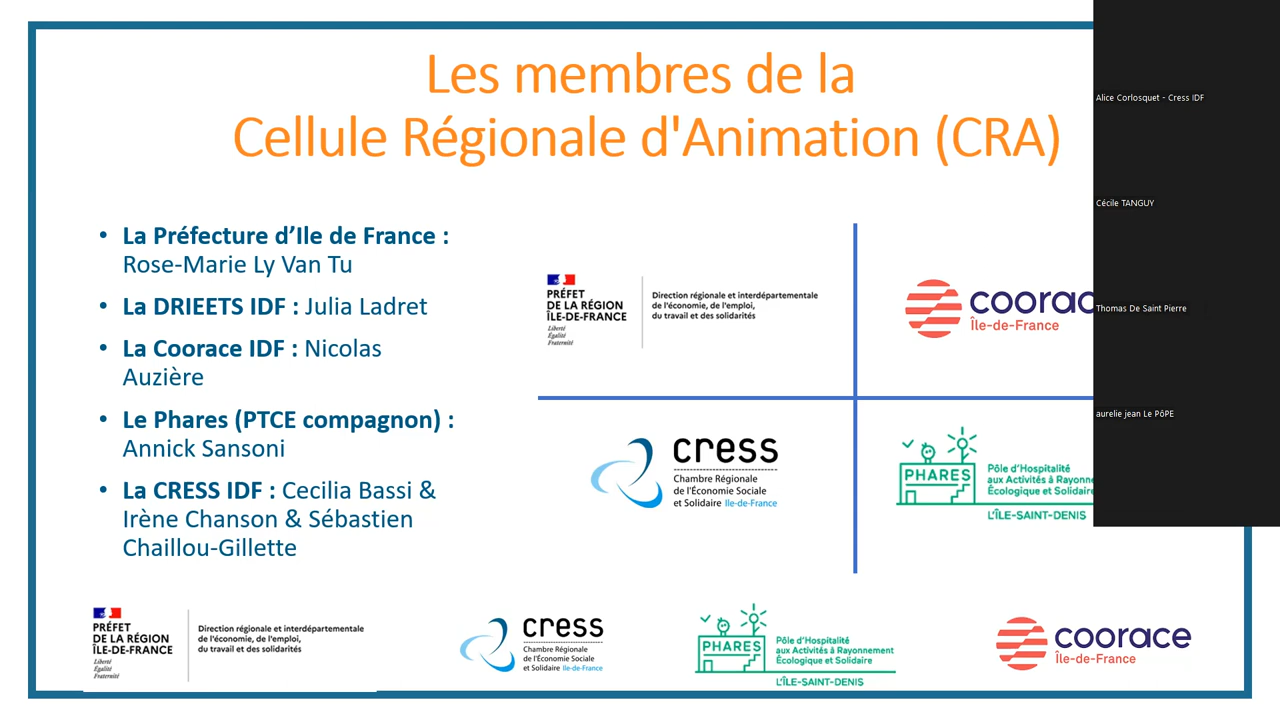 Les membres de la
Cellule Régionale d'Animation (CRA)
• La Préfecture d’Ile de France :
Rose-Marie Ly Van Tu
• La DRIEETS IDF : Julia Ladret
• La Coorace IDF : Nicolas
Auzière
• Le Phares (PTCE compagnon) :
Annick Sansoni
• La CRESS IDF : Cecilia Bassi &
Irène Chanson & Sébastien
Chaillou-Gillette
PRÉFET
DE LA RÉGION
ÎLE-DE-FRANCE
Liberté
Égalité
Fraternité
Direction régionale et interdépartementale
de l'économie, de l'emploi,
du travail et des solidarités
coorac
Île-de-France
cress
Chambre Régionale
de l'Économie Sociale
et Solidaire Ile-de-France
PHARES
Pôle d'Hospitalité
aux Activités à Rayonne
Écologique et Solidaire
L'ÎLE-SAINT-DENIS
Alice Corlosquet - Cress IDF
Cécile TANGUY
Thomas De Saint Pierre
aurelie jean Le PôPE
PRÉFET
DE LA RÉGION
ÎLE-DE-FRANCE
Liberté
Égalité
Fraternité
Direction régionale et interdépartementale
de l'économie, de l'emploi,
du travail et des solidarités
cress
Chambre Régionale
de l'Économie Sociale
et Solidaire Ile-de-France
PHARES
Pôle d'Hospitalité
aux Activités à Rayonnement
Écologique et Solidaire
L'ÎLE-SAINT-DENIS
coorace
Île-de-France